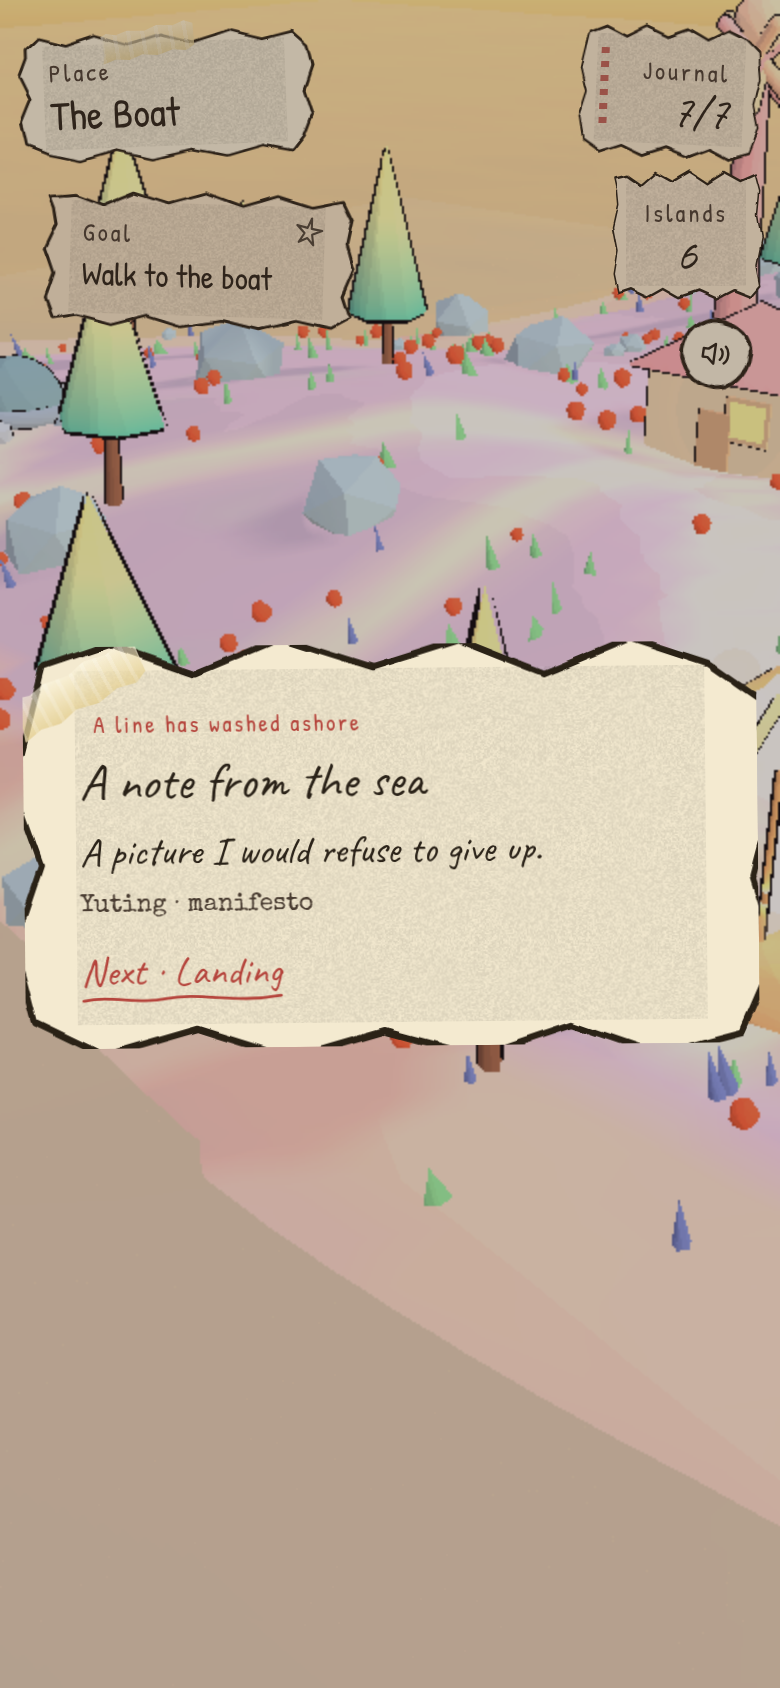 Place
The Boat
Journal
7/7
Goal
Walk to the boat
Islands
6
A line has washed ashore
A note from the sea
A picture I would refuse to give up.
Yuting · manifesto
Next · Landing